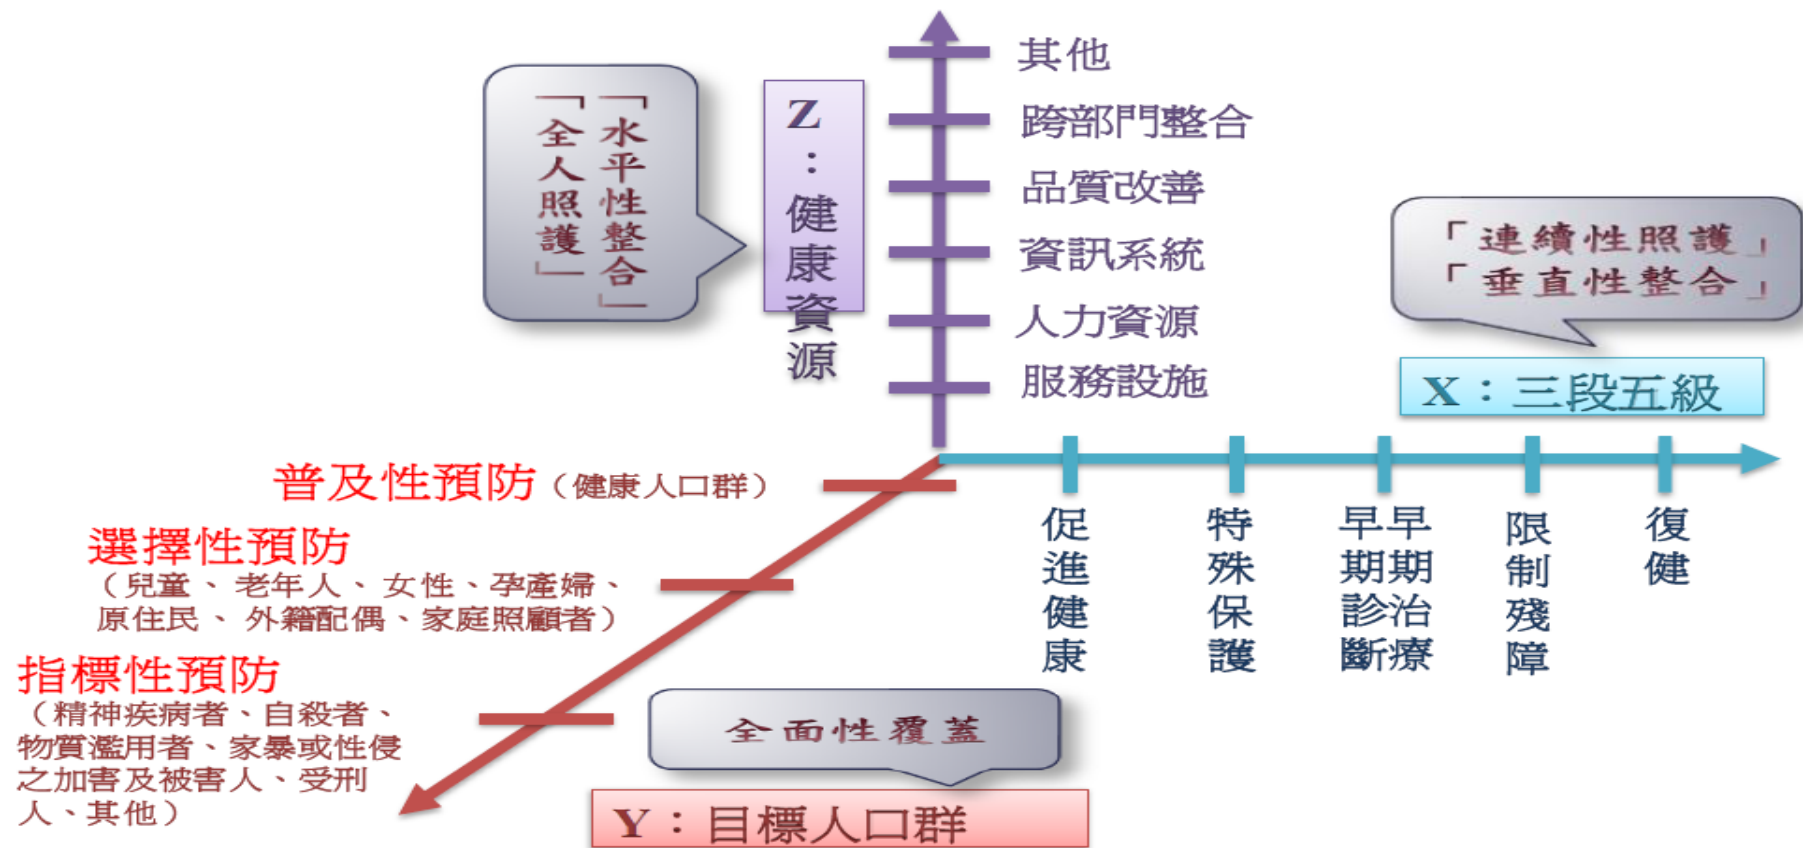 「水平性整合」
「全人照護」
Z：健康資源
其他
跨部門整合
品質改善
資訊系統
人力資源
服務設施
「連續性照護」
「垂直性整合」
X：三段五級
促進健康
特殊保護
早期診斷
早期治療
限制殘障
復健
普及性預防（健康人口群）
選擇性預防
（兒童、老年人、女性、孕產婦、
原住民、外籍配偶、家庭照顧者）
指標性預防
（精神疾病者、自殺者、
物質濫用者、家暴或性侵
之加害及被害人、受刑
人、其他）
全面性覆蓋
Y：目標人口群